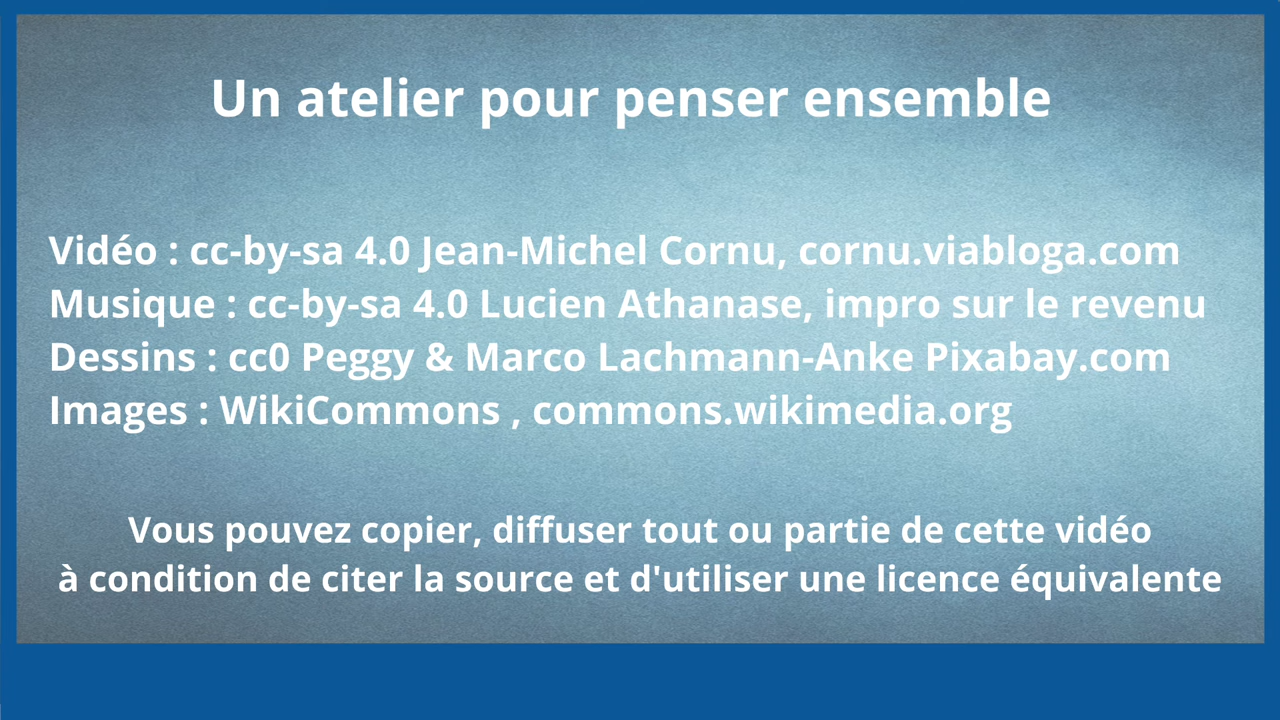 Un atelier pour penser ensemble
Vidéo : cc-by-sa 4.0 Jean-Michel Cornu, cornu.viabloga.com
Musique : cc-by-sa 4.0 Lucien Athanase, impro sur le revenu
Dessins : cc0 Peggy & Marco Lachmann-Anke Pixabay.com
Images : WikiCommons , commons.wikimedia.org
Vous pouvez copier, diffuser tout ou partie de cette vidéo
à condition de citer la source et d'utiliser une licence équivalente